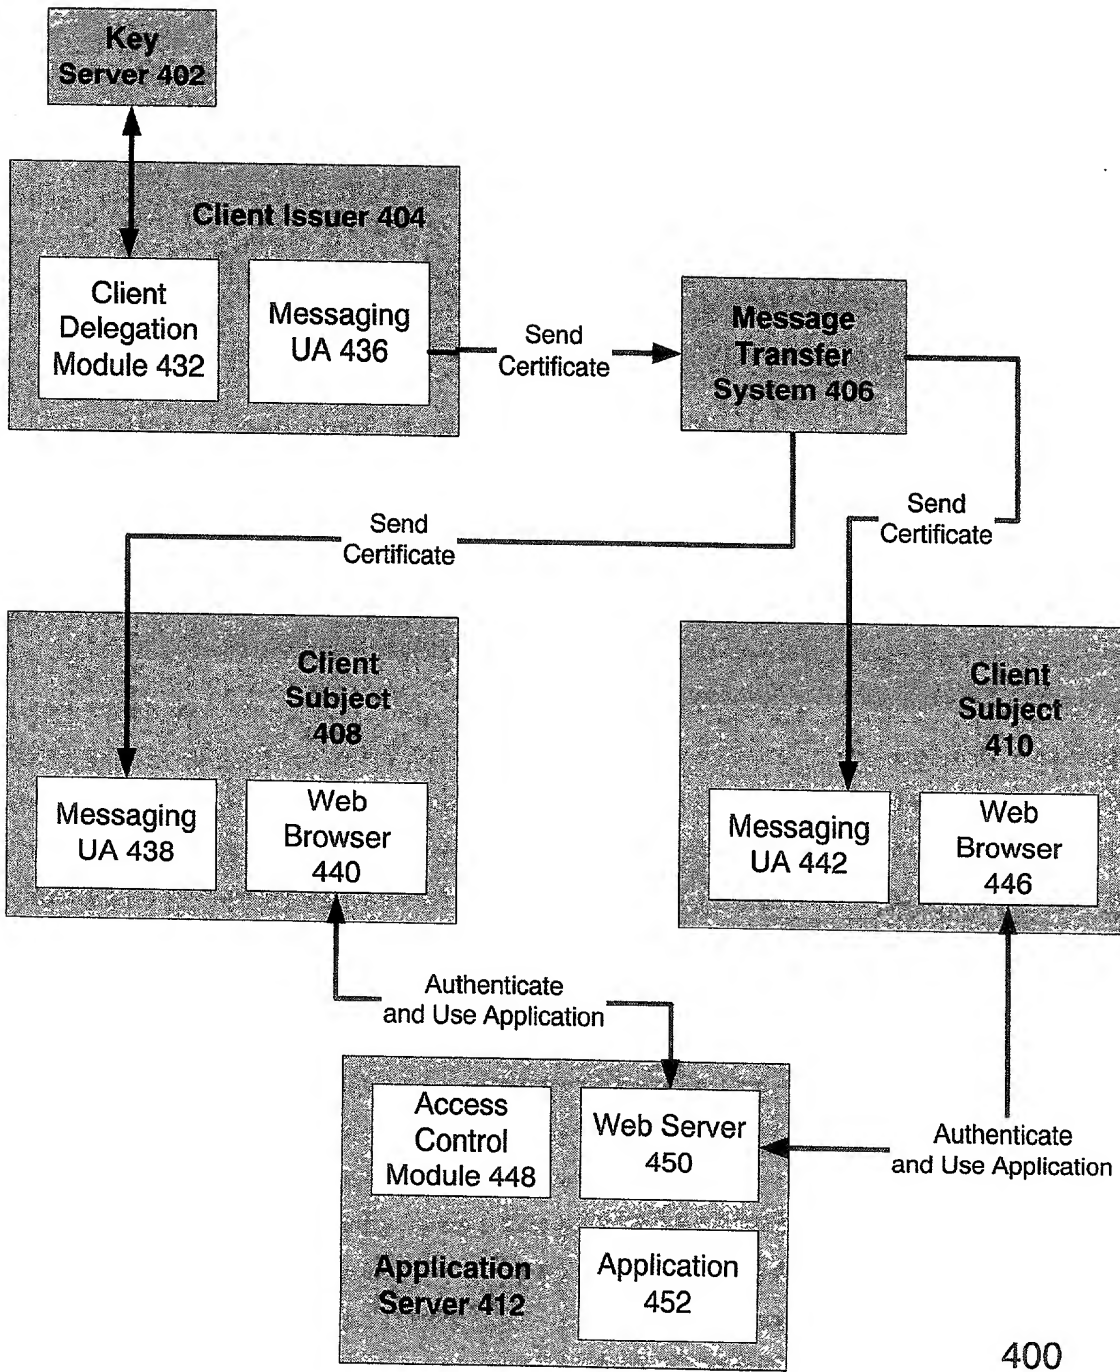 Key
Server 402
Client Issuer 404
Client
Delegation
Module 432
Messaging
UA 436
Send
Certificate
Message
Transfer
System 406
Send
Certificate
Send
Certificate
Client
Subject
408
Messaging
UA 438
Web
Browser
440
Client
Subject
410
Messaging
UA 442
Web
Browser
446
Authenticate
and Use Application
Access
Control
Module 448
Web Server
450
Authenticate
and Use Application
Application
Server 412
Application
452
400